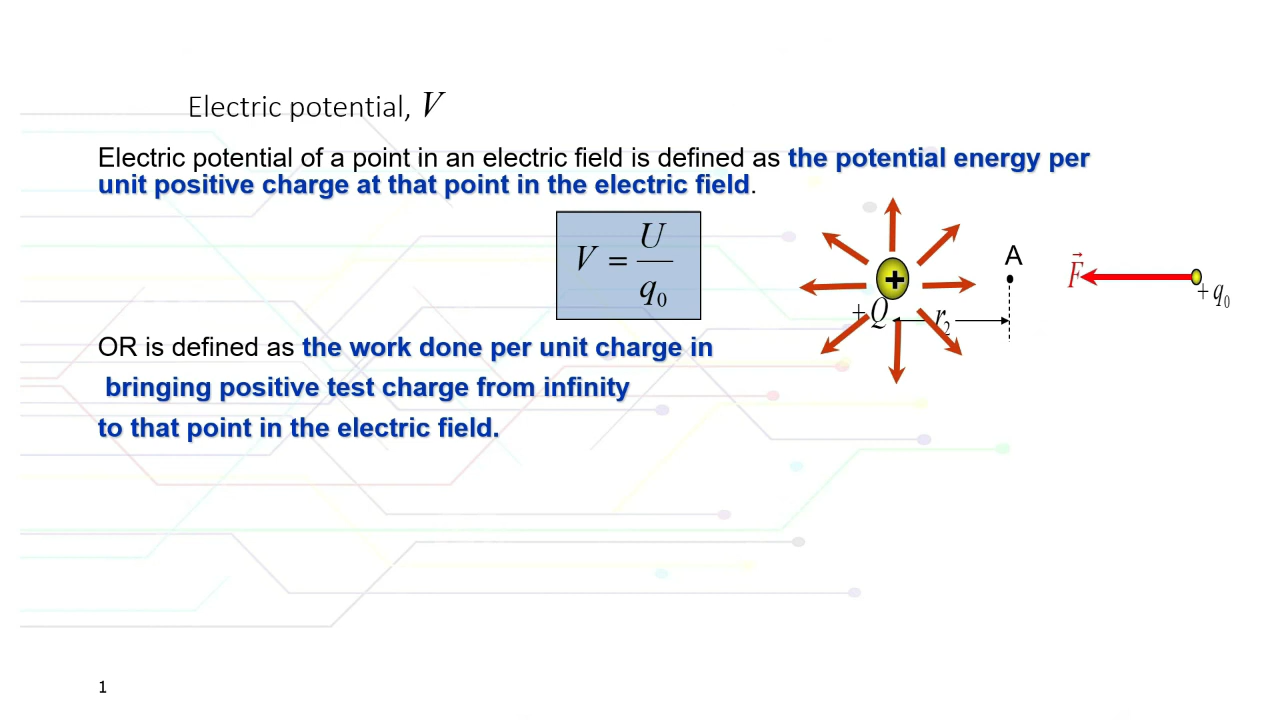 Electric potential, V
Electric potential of a point in an electric field is defined as the potential energy per
unit positive charge at that point in the electric field.
V = U / q₀
A
F⃗
+ q₀
+
+Q
r₂
OR is defined as the work done per unit charge in
bringing positive test charge from infinity
to that point in the electric field.
1